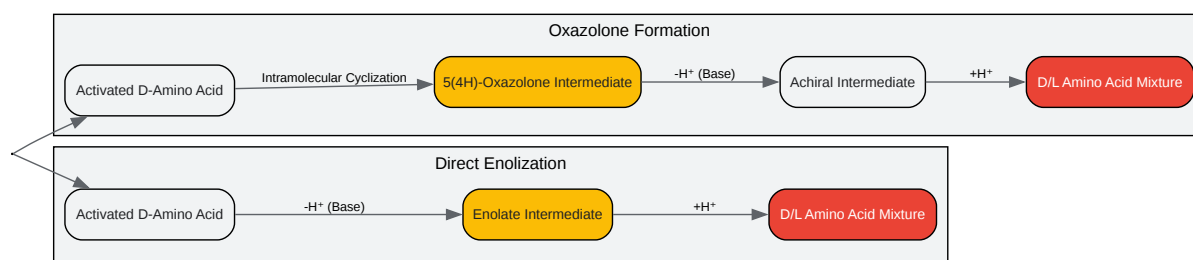 Oxazolone Formation
Activated D-Amino Acid
Intramolecular Cyclization
5(4H)-Oxazolone Intermediate
-H⁺ (Base)
Achiral Intermediate
+H⁺
D/L Amino Acid Mixture
Direct Enolization
Activated D-Amino Acid
-H⁺ (Base)
Enolate Intermediate
+H⁺
D/L Amino Acid Mixture